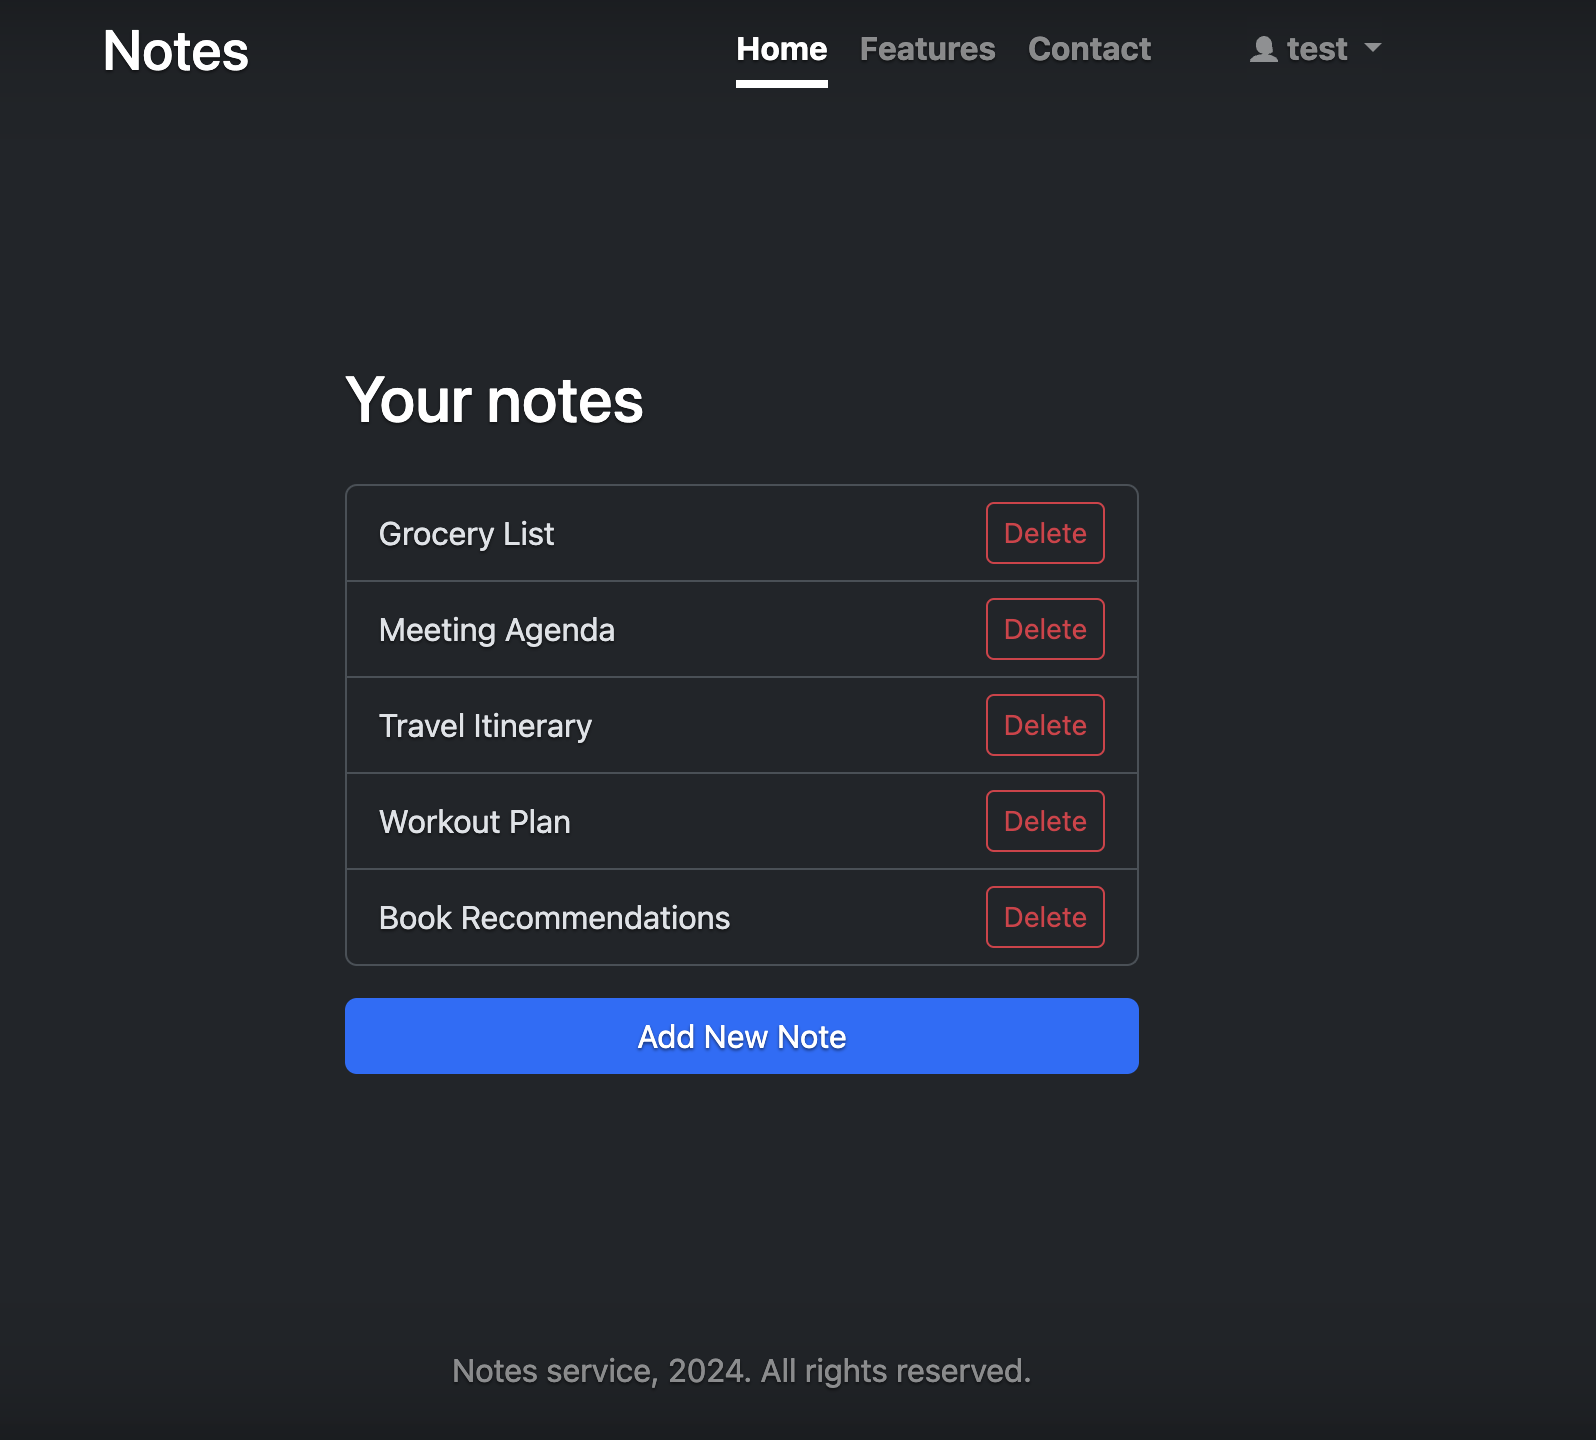 Notes
Home Features Contact test
Your notes
Grocery List Delete
Meeting Agenda Delete
Travel Itinerary Delete
Workout Plan Delete
Book Recommendations Delete
Add New Note
Notes service, 2024. All rights reserved.